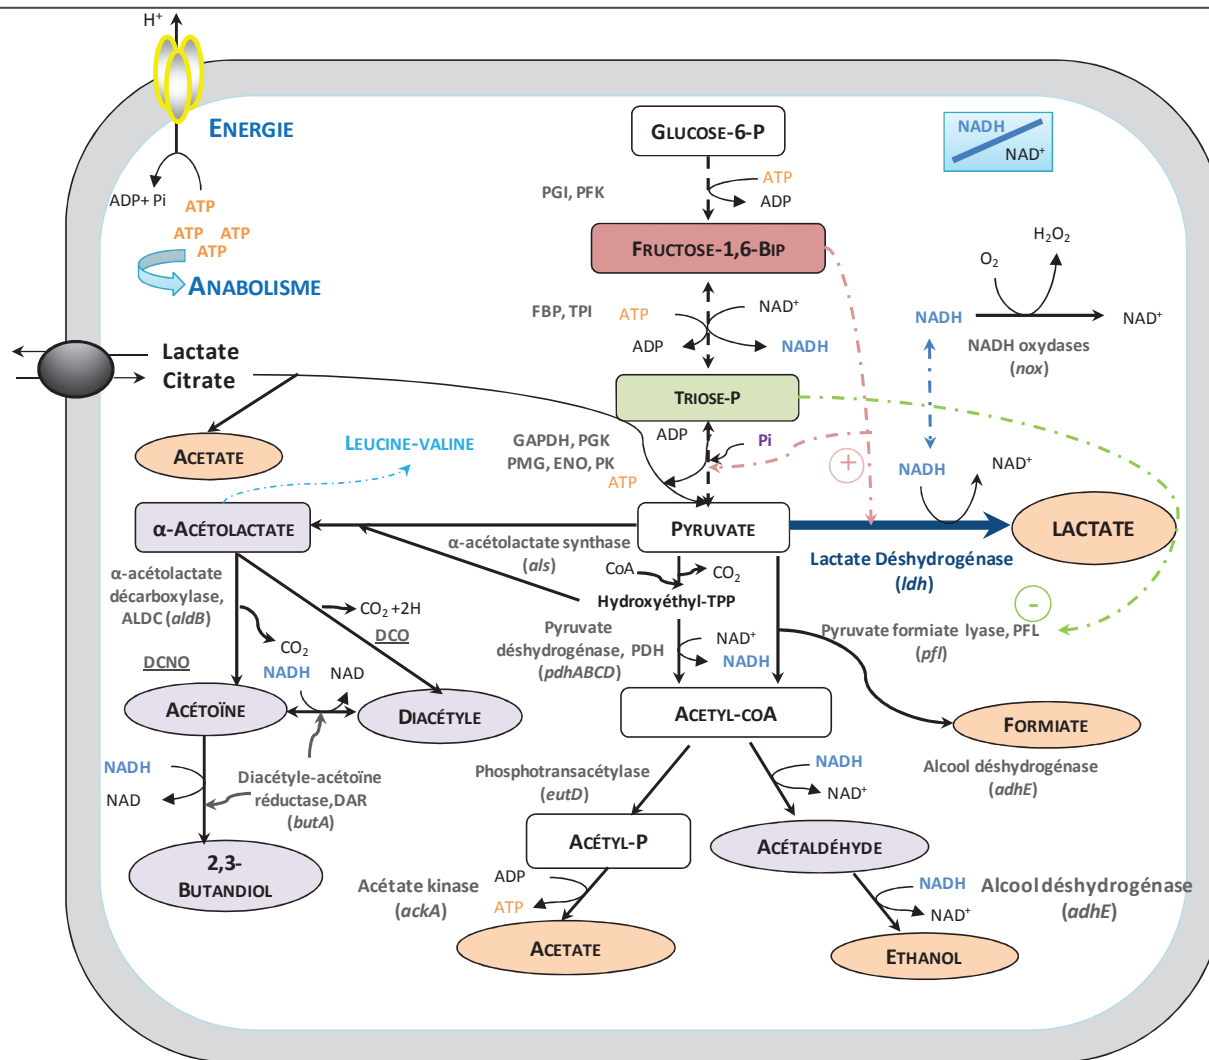 H+
ENERGIE
ADP+ Pi
ATP
ATP ATP
ATP
ANABOLISME
GLUCOSE-6-P
PGI, PFK
ATP
ADP
NADH
NAD+
FRUCTOSE-1,6-BIP
H2O2
O2
FBP, TPI
ATP
NAD+
ADP
NADH
NADH
NAD+
NADH oxydases
(nox)
Lactate
Citrate
TRIOSE-P
ACETATE
LEUCINE-VALINE
ADP
Pi
GAPDH, PGK
PMG, ENO, PK
ATP
+
NADH
NAD+
α-ACÉTOLACTATE
PYRUVATE
LACTATE
α-acétolactate synthase
(als)
Lactate Déshydrogénase
(ldh)
CoA
CO2
Hydroxyéthyl-TPP
α-acétolactate
décarboxylase,
ALDC (aldB)
CO2 +2H
DCO
CO2
-
Pyruvate
déshydrogénase, PDH
(pdhABCD)
NAD+
NADH
Pyruvate formiate lyase, PFL
(pfl)
DCNO
NADH
NAD
ACÉTOÏNE
DIACÉTYLE
ACETYL-COA
FORMIATE
NADH
NAD
Diacétyle-acétoïne
réductase,DAR
(butA)
Phosphotransacétylase
(eutD)
NADH
NAD+
Alcool déshydrogénase
(adhE)
2,3-
BUTANDIOL
ACÉTYL-P
ACÉTALDÉHYDE
Acétate kinase
(ackA)
ADP
ATP
NADH
NAD+
Alcool déshydrogénase
(adhE)
ACETATE
ETHANOL